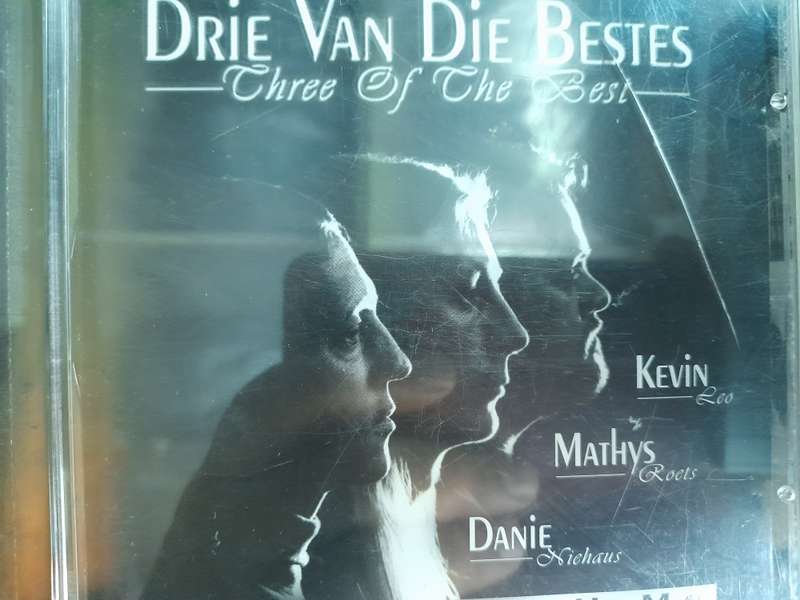 DRiE VAN DiE BESTES
Three Of The Best
KEViN
Leo
MATHYS
Roets
DANiE
Niehaus